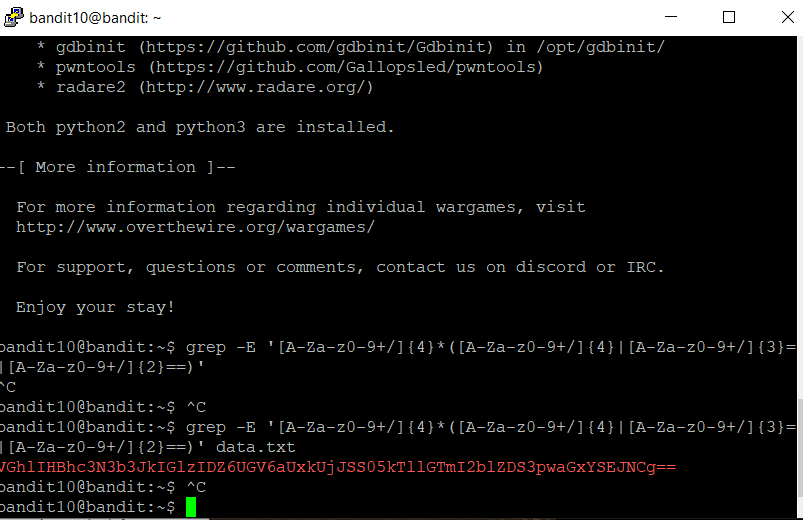 bandit10@bandit: ~
* gdbinit (https://github.com/gdbinit/Gdbinit) in /opt/gdbinit/
* pwntools (https://github.com/Gallopsled/pwntools)
* radare2 (http://www.radare.org/)
Both python2 and python3 are installed.
--[ More information ]--
For more information regarding individual wargames, visit
http://www.overthewire.org/wargames/
For support, questions or comments, contact us on discord or IRC.
Enjoy your stay!
bandit10@bandit:~$ grep -E '[A-Za-z0-9+/]{4}*([A-Za-z0-9+/]{4}|[A-Za-z0-9+/]{3}=
|[A-Za-z0-9+/]{2}==)'
^C
bandit10@bandit:~$ ^C
bandit10@bandit:~$ grep -E '[A-Za-z0-9+/]{4}*([A-Za-z0-9+/]{4}|[A-Za-z0-9+/]{3}=
|[A-Za-z0-9+/]{2}==)' data.txt
VGhlIHBhc3N3b3JkIGlzIDZ6UGV6aUxkUjJSS05kTllGTmI2blZDS3pwaGxYSEJNCg==
bandit10@bandit:~$ ^C
bandit10@bandit:~$